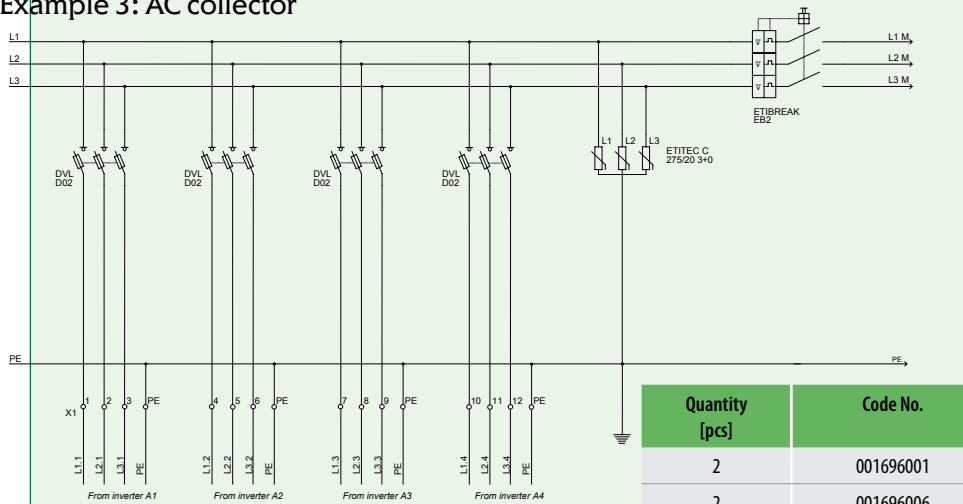 Example 3: AC collector
L1 L1 M
L2 L2 M
L3 L3 M
ETIBREAK
EB2
L1 L2 L3
ETITEC C
275/20 3+0
DVL
D02
DVL
D02
DVL
D02
DVL
D02
PE PE
X1 1 2 3 PE 4 5 6 PE 7 8 9 PE 10 11 12 PE
L1.1 L2.1 L3.1 PE L1.2 L2.2 L3.2 PE L1.3 L2.3 L3.3 PE L1.4 L2.4 L3.4 PE
From inverter A1 From inverter A2 From inverter A3 From inverter A4
Quantity
[pcs]
Code No.
2 001696001
2 001696006